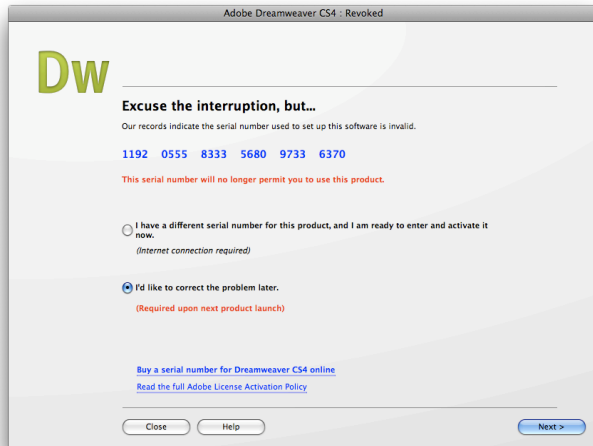 Adobe Dreamweaver CS4 : Revoked
Dw
Excuse the interruption, but...
Our records indicate the serial number used to set up this software is invalid.
1192 0555 8333 5680 9733 6370
This serial number will no longer permit you to use this product.
I have a different serial number for this product, and I am ready to enter and activate it
now.
(Internet connection required)
I'd like to correct the problem later.
(Required upon next product launch)
Buy a serial number for Dreamweaver CS4 online
Read the full Adobe License Activation Policy
Close Help Next >